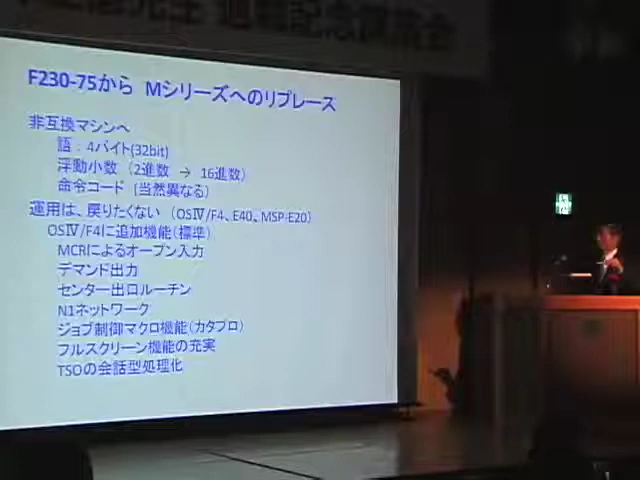 退職記念講演会
F230-75から Mシリーズへのリプレース
非互換マシンへ
語：4バイト(32bit)
浮動小数（2進数 → 16進数）
命令コード（当然異なる）
運用は、戻りたくない（OSⅣ/F4、E40、MSP-E20）
OSⅣ/F4に追加機能（標準）
MCRによるオープン入力
デマンド出力
センター出口ルーチン
N1ネットワーク
ジョブ制御マクロ機能（カタプロ）
フルスクリーン機能の充実
TSOの会話型処理化